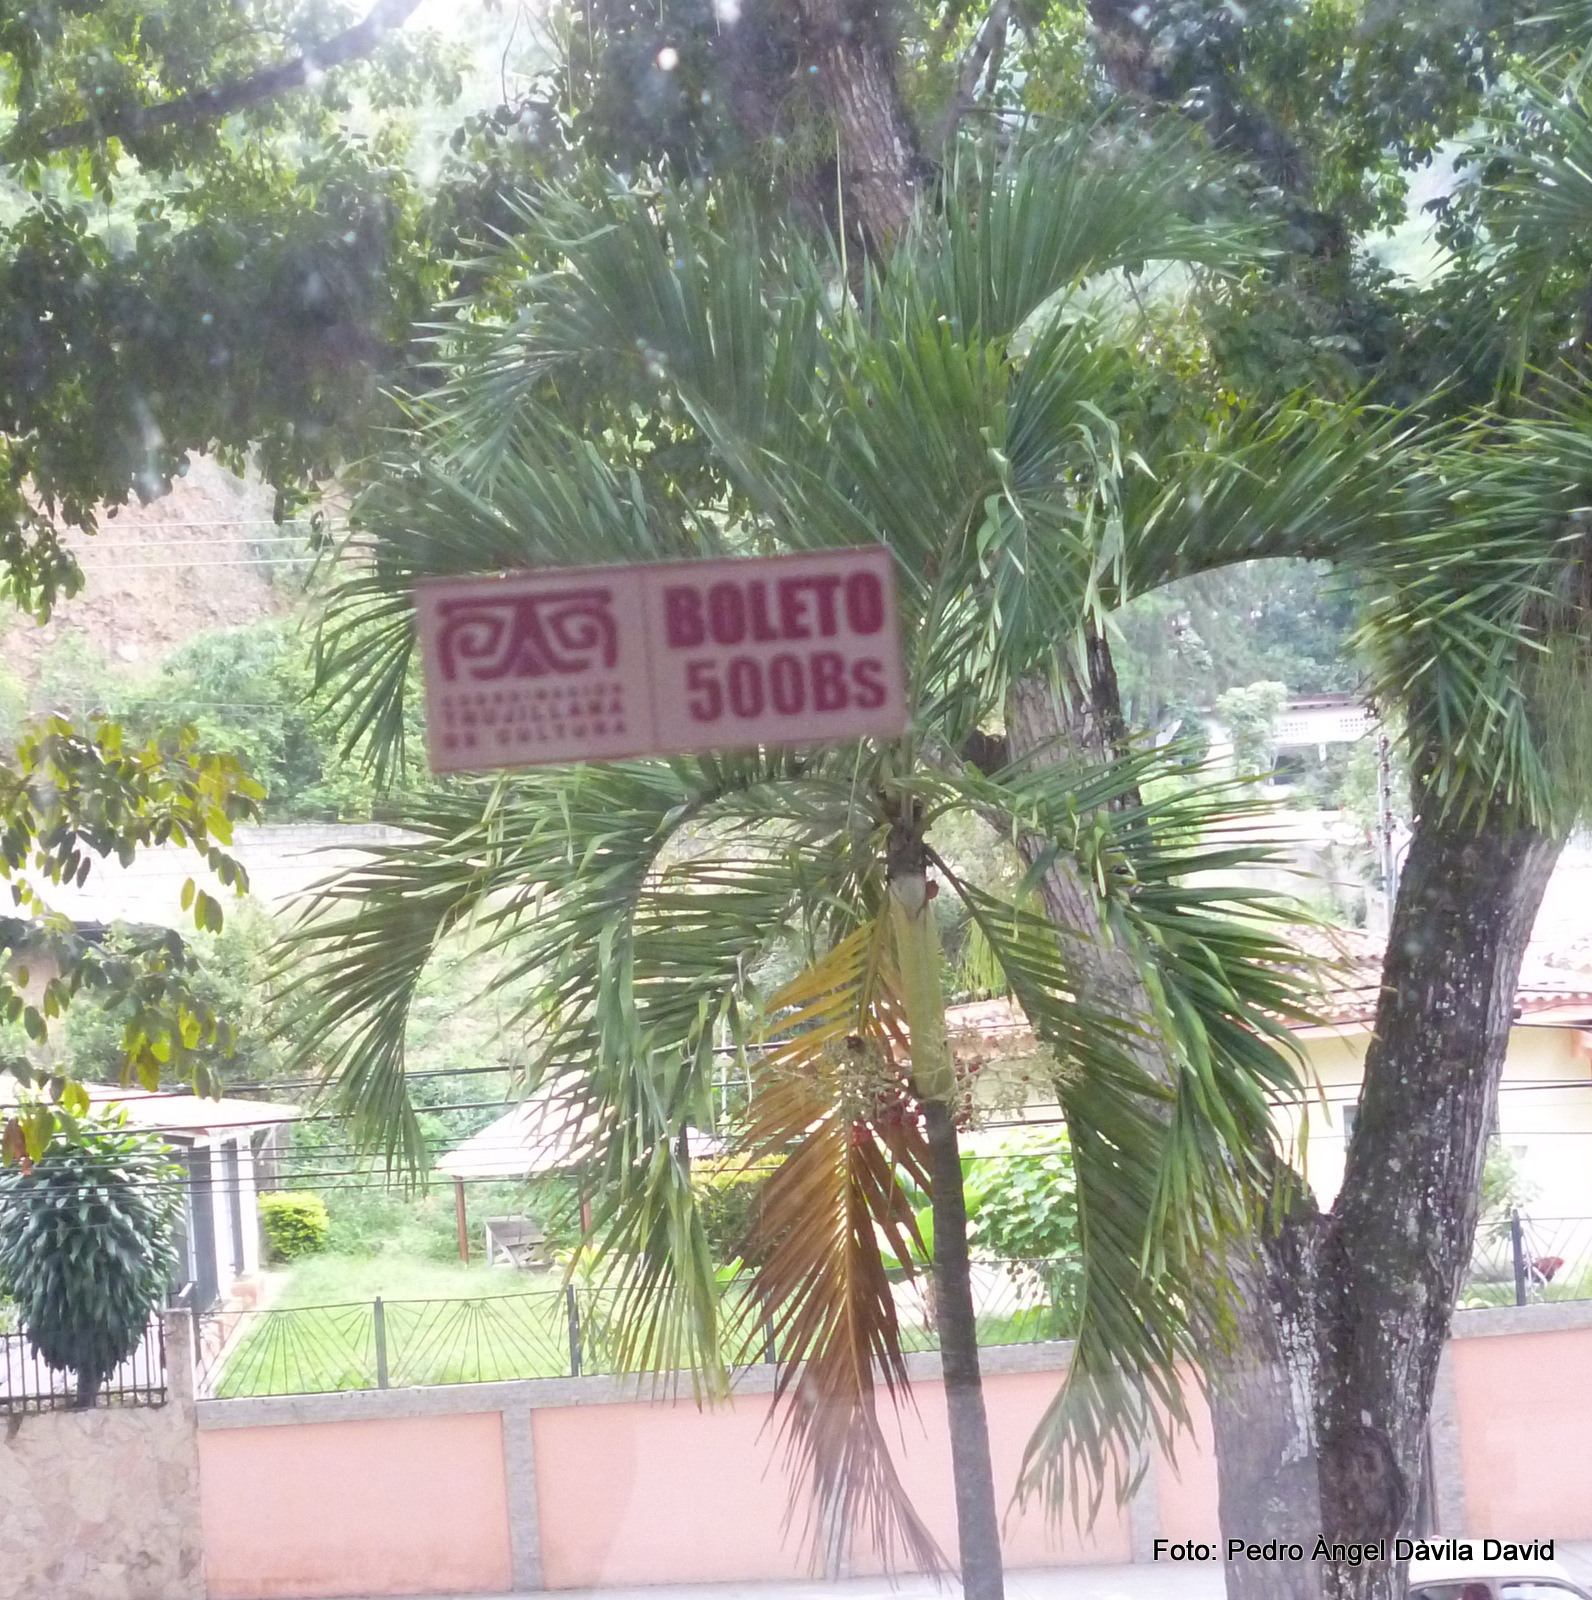 COORDINACIÓN
TRUJILLANA
DE CULTURA
BOLETO
500Bs
Foto: Pedro Àngel Dàvila David